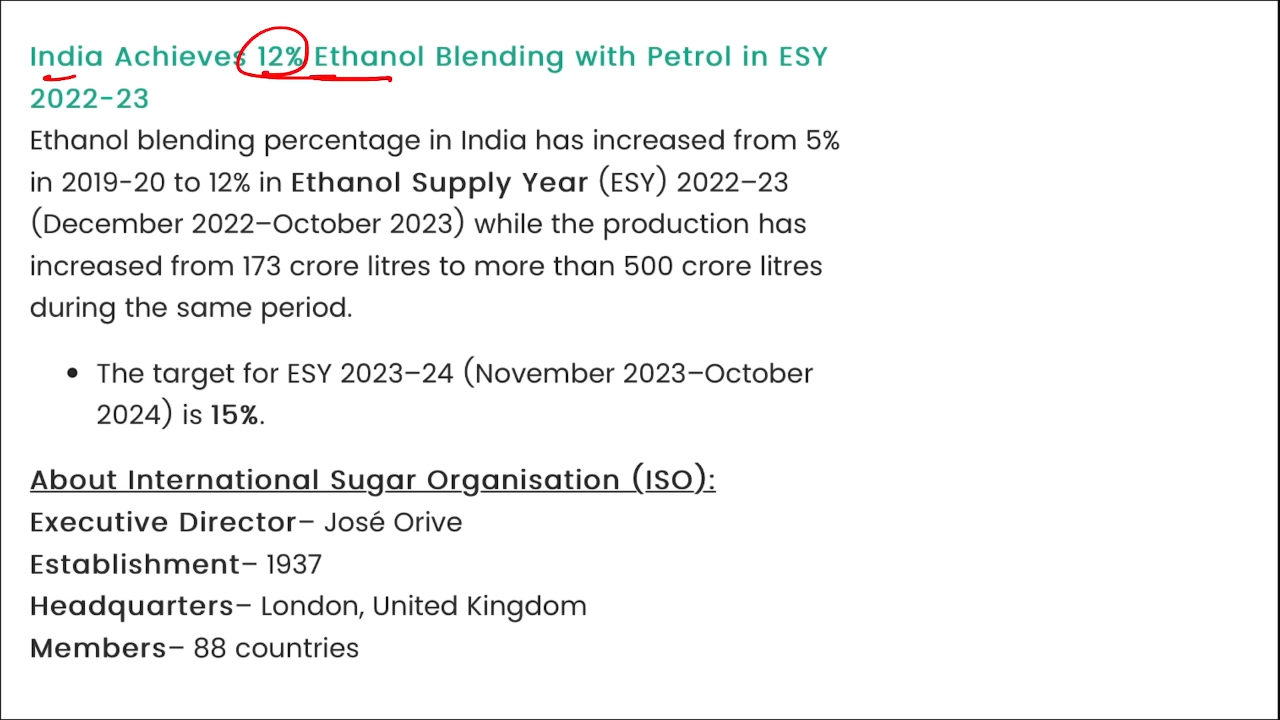 India Achieves 12% Ethanol Blending with Petrol in ESY
2022-23
Ethanol blending percentage in India has increased from 5%
in 2019-20 to 12% in Ethanol Supply Year (ESY) 2022–23
(December 2022–October 2023) while the production has
increased from 173 crore litres to more than 500 crore litres
during the same period.
• The target for ESY 2023–24 (November 2023–October
2024) is 15%.
About International Sugar Organisation (ISO):
Executive Director– José Orive
Establishment– 1937
Headquarters– London, United Kingdom
Members– 88 countries